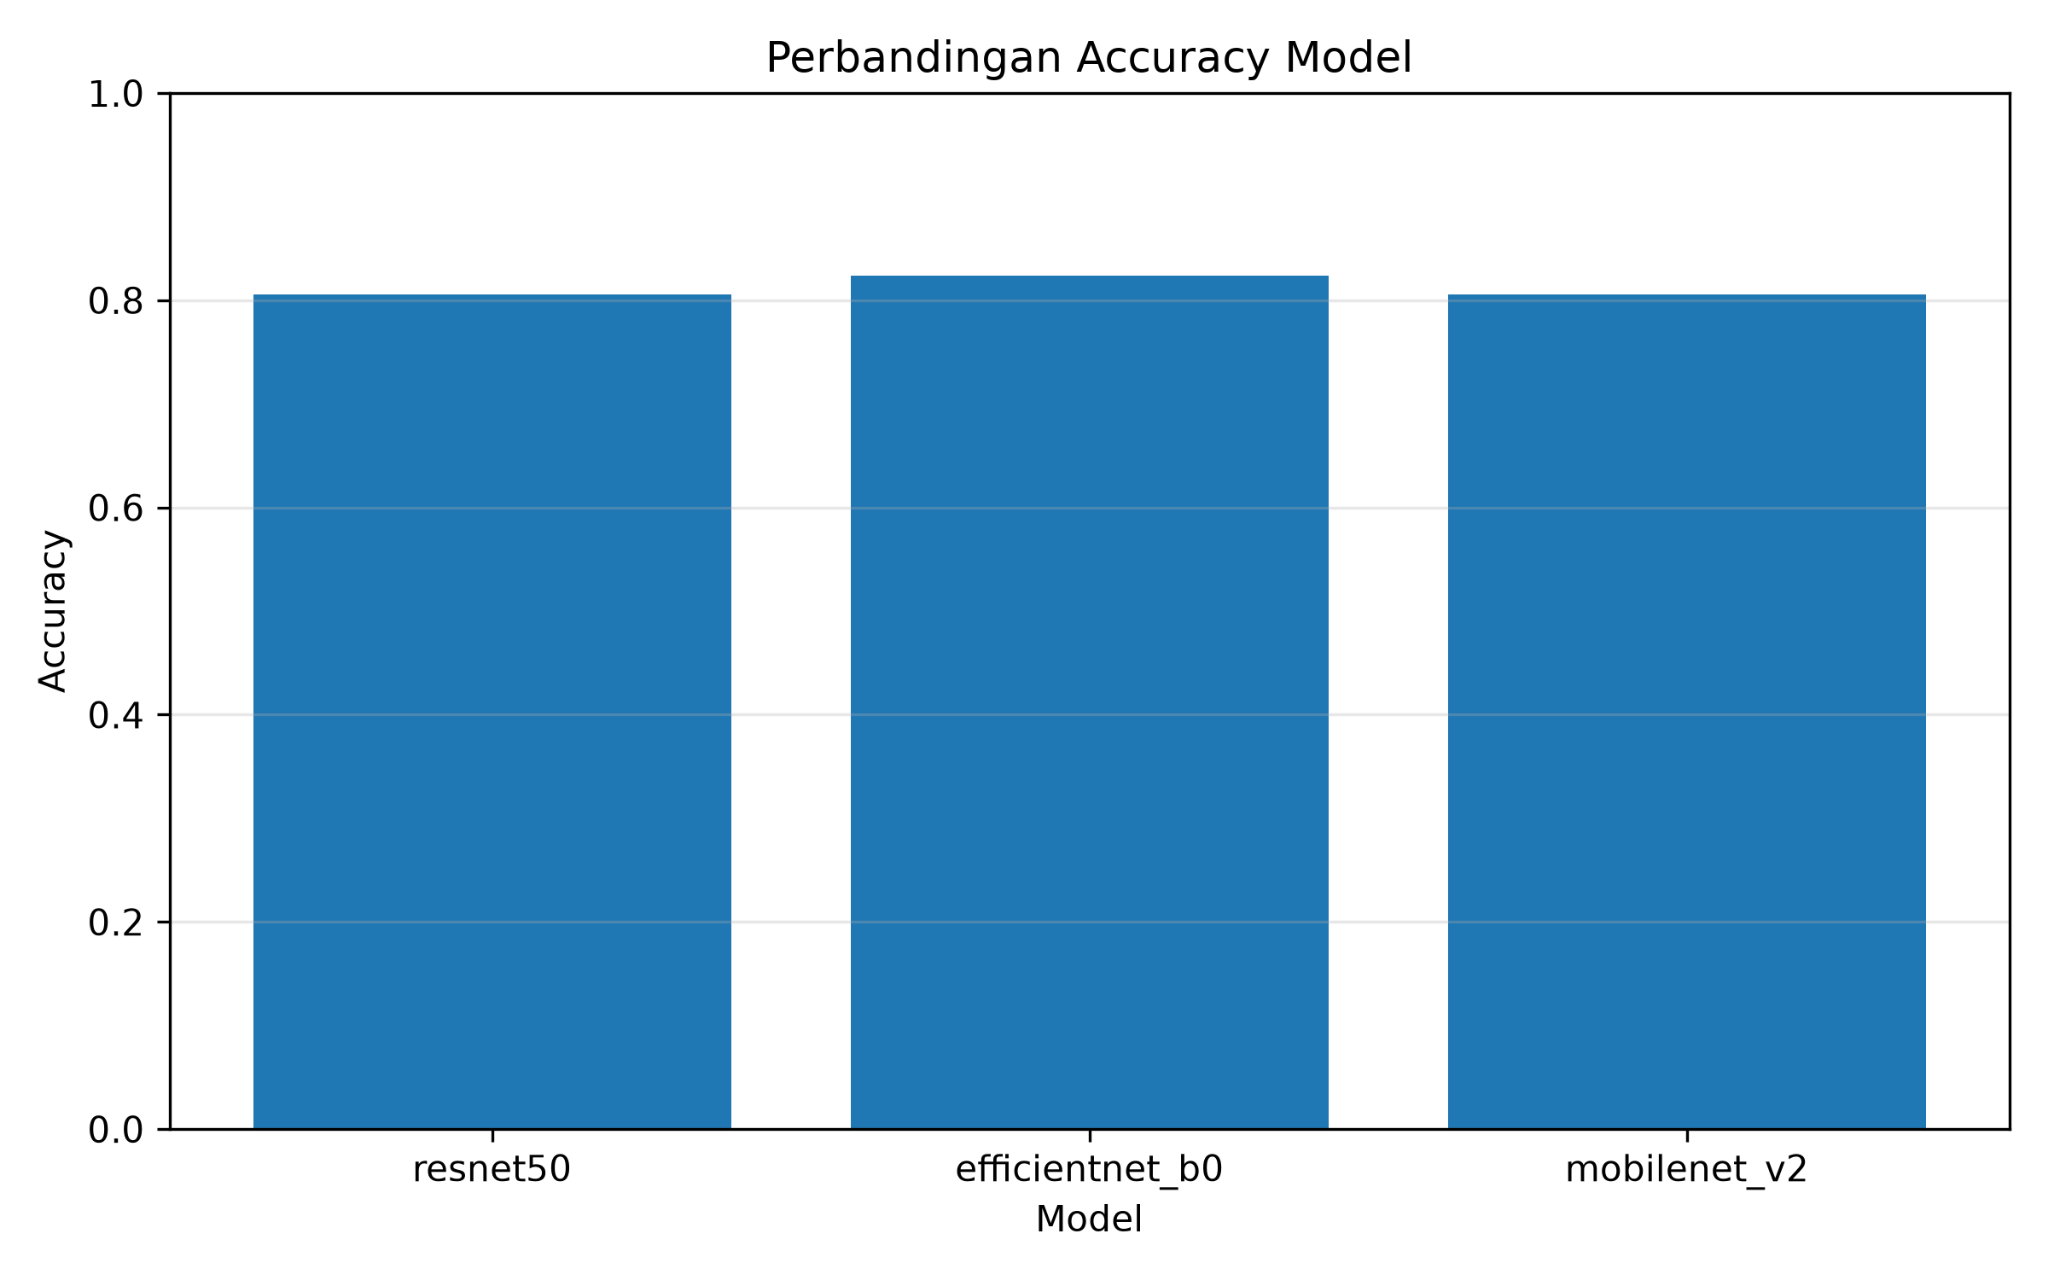 Perbandingan Accuracy Model
1.0
0.8
0.6
0.4
0.2
0.0
Accuracy
resnet50 efficientnet_b0 mobilenet_v2
Model